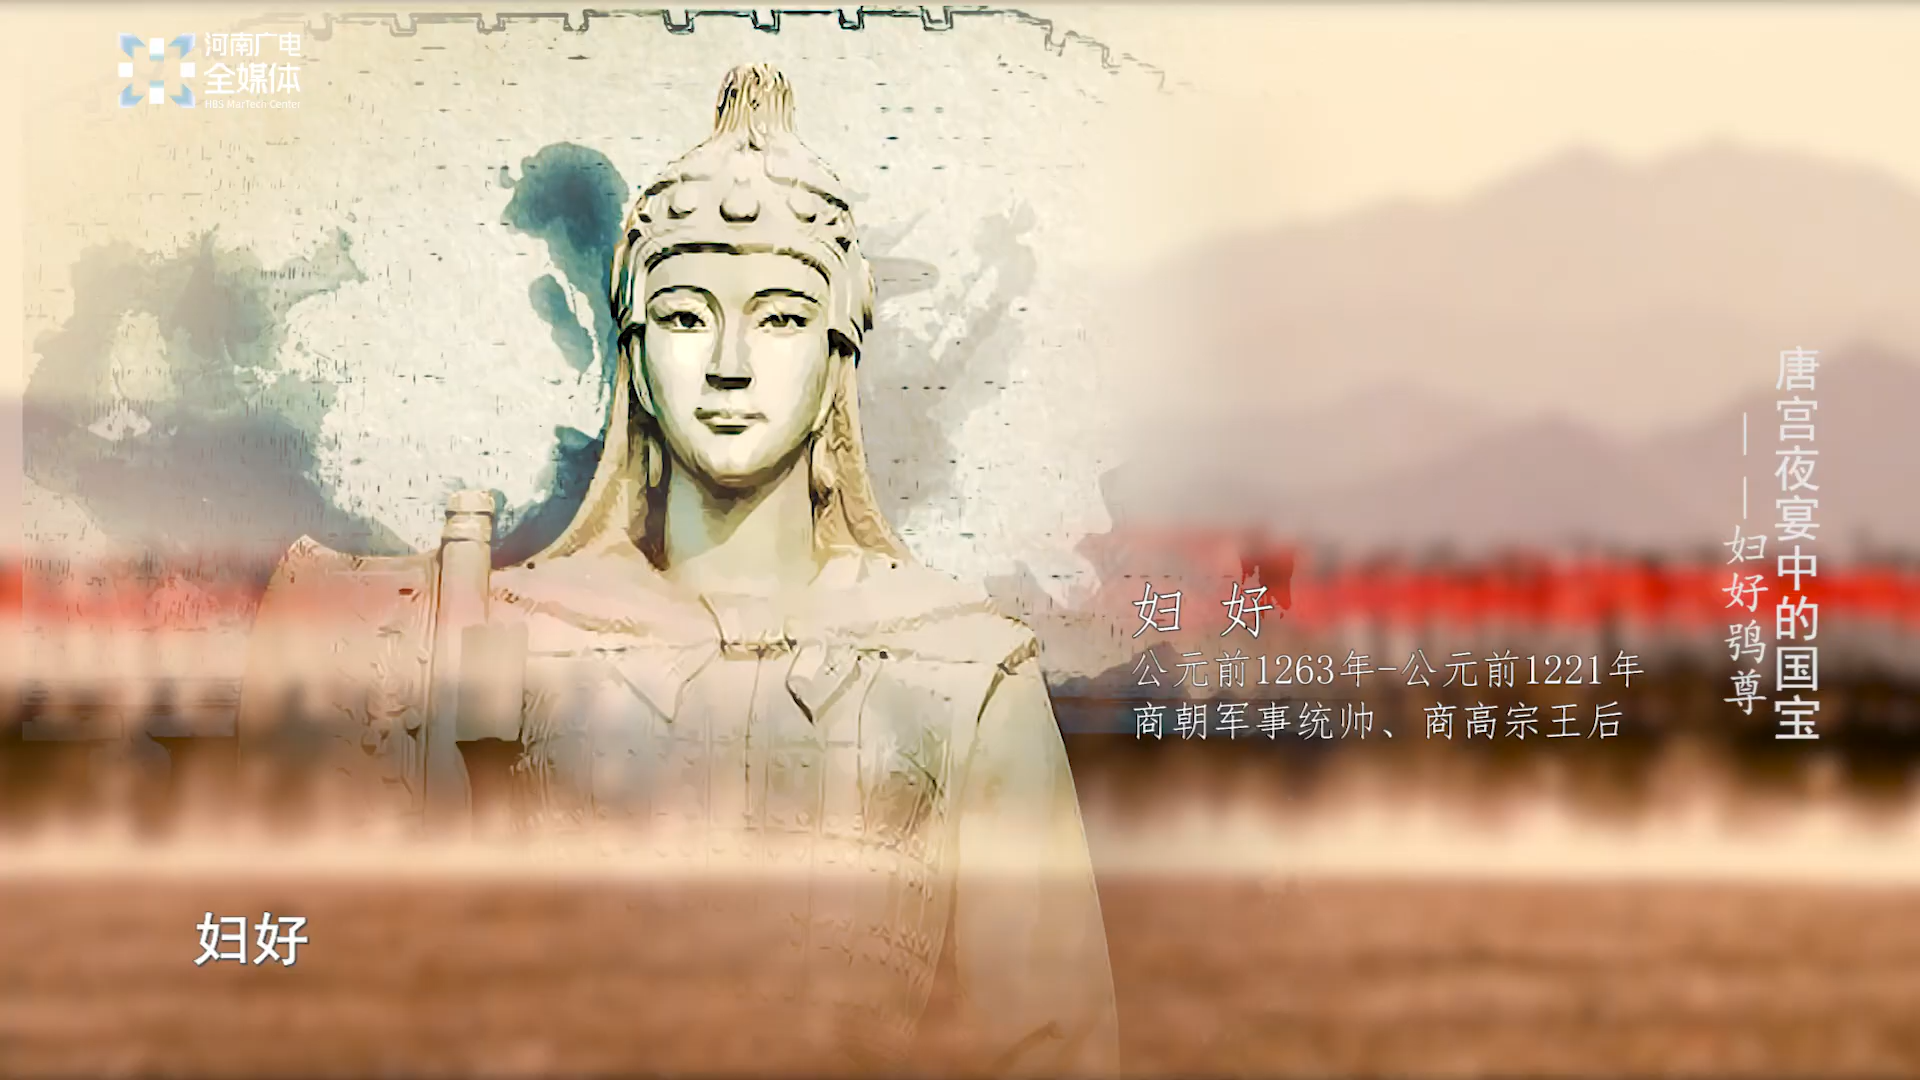 河南广电
全媒体
HBS MarTech Center
唐宫夜宴中的国宝
——妇好鸮尊
妇 好
公元前1263年-公元前1221年
商朝军事统帅、商高宗王后
妇好